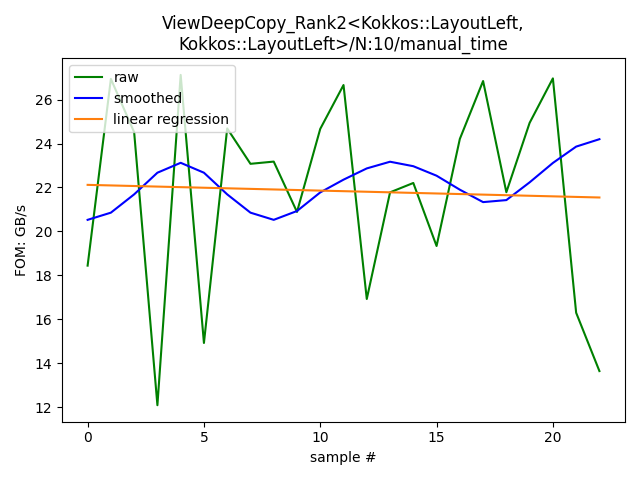 ViewDeepCopy_Rank2<Kokkos::LayoutLeft,
Kokkos::LayoutLeft>/N:10/manual_time
raw
smoothed
linear regression
FOM: GB/s
26
24
22
20
18
16
14
12
0
5
10
15
20
sample #